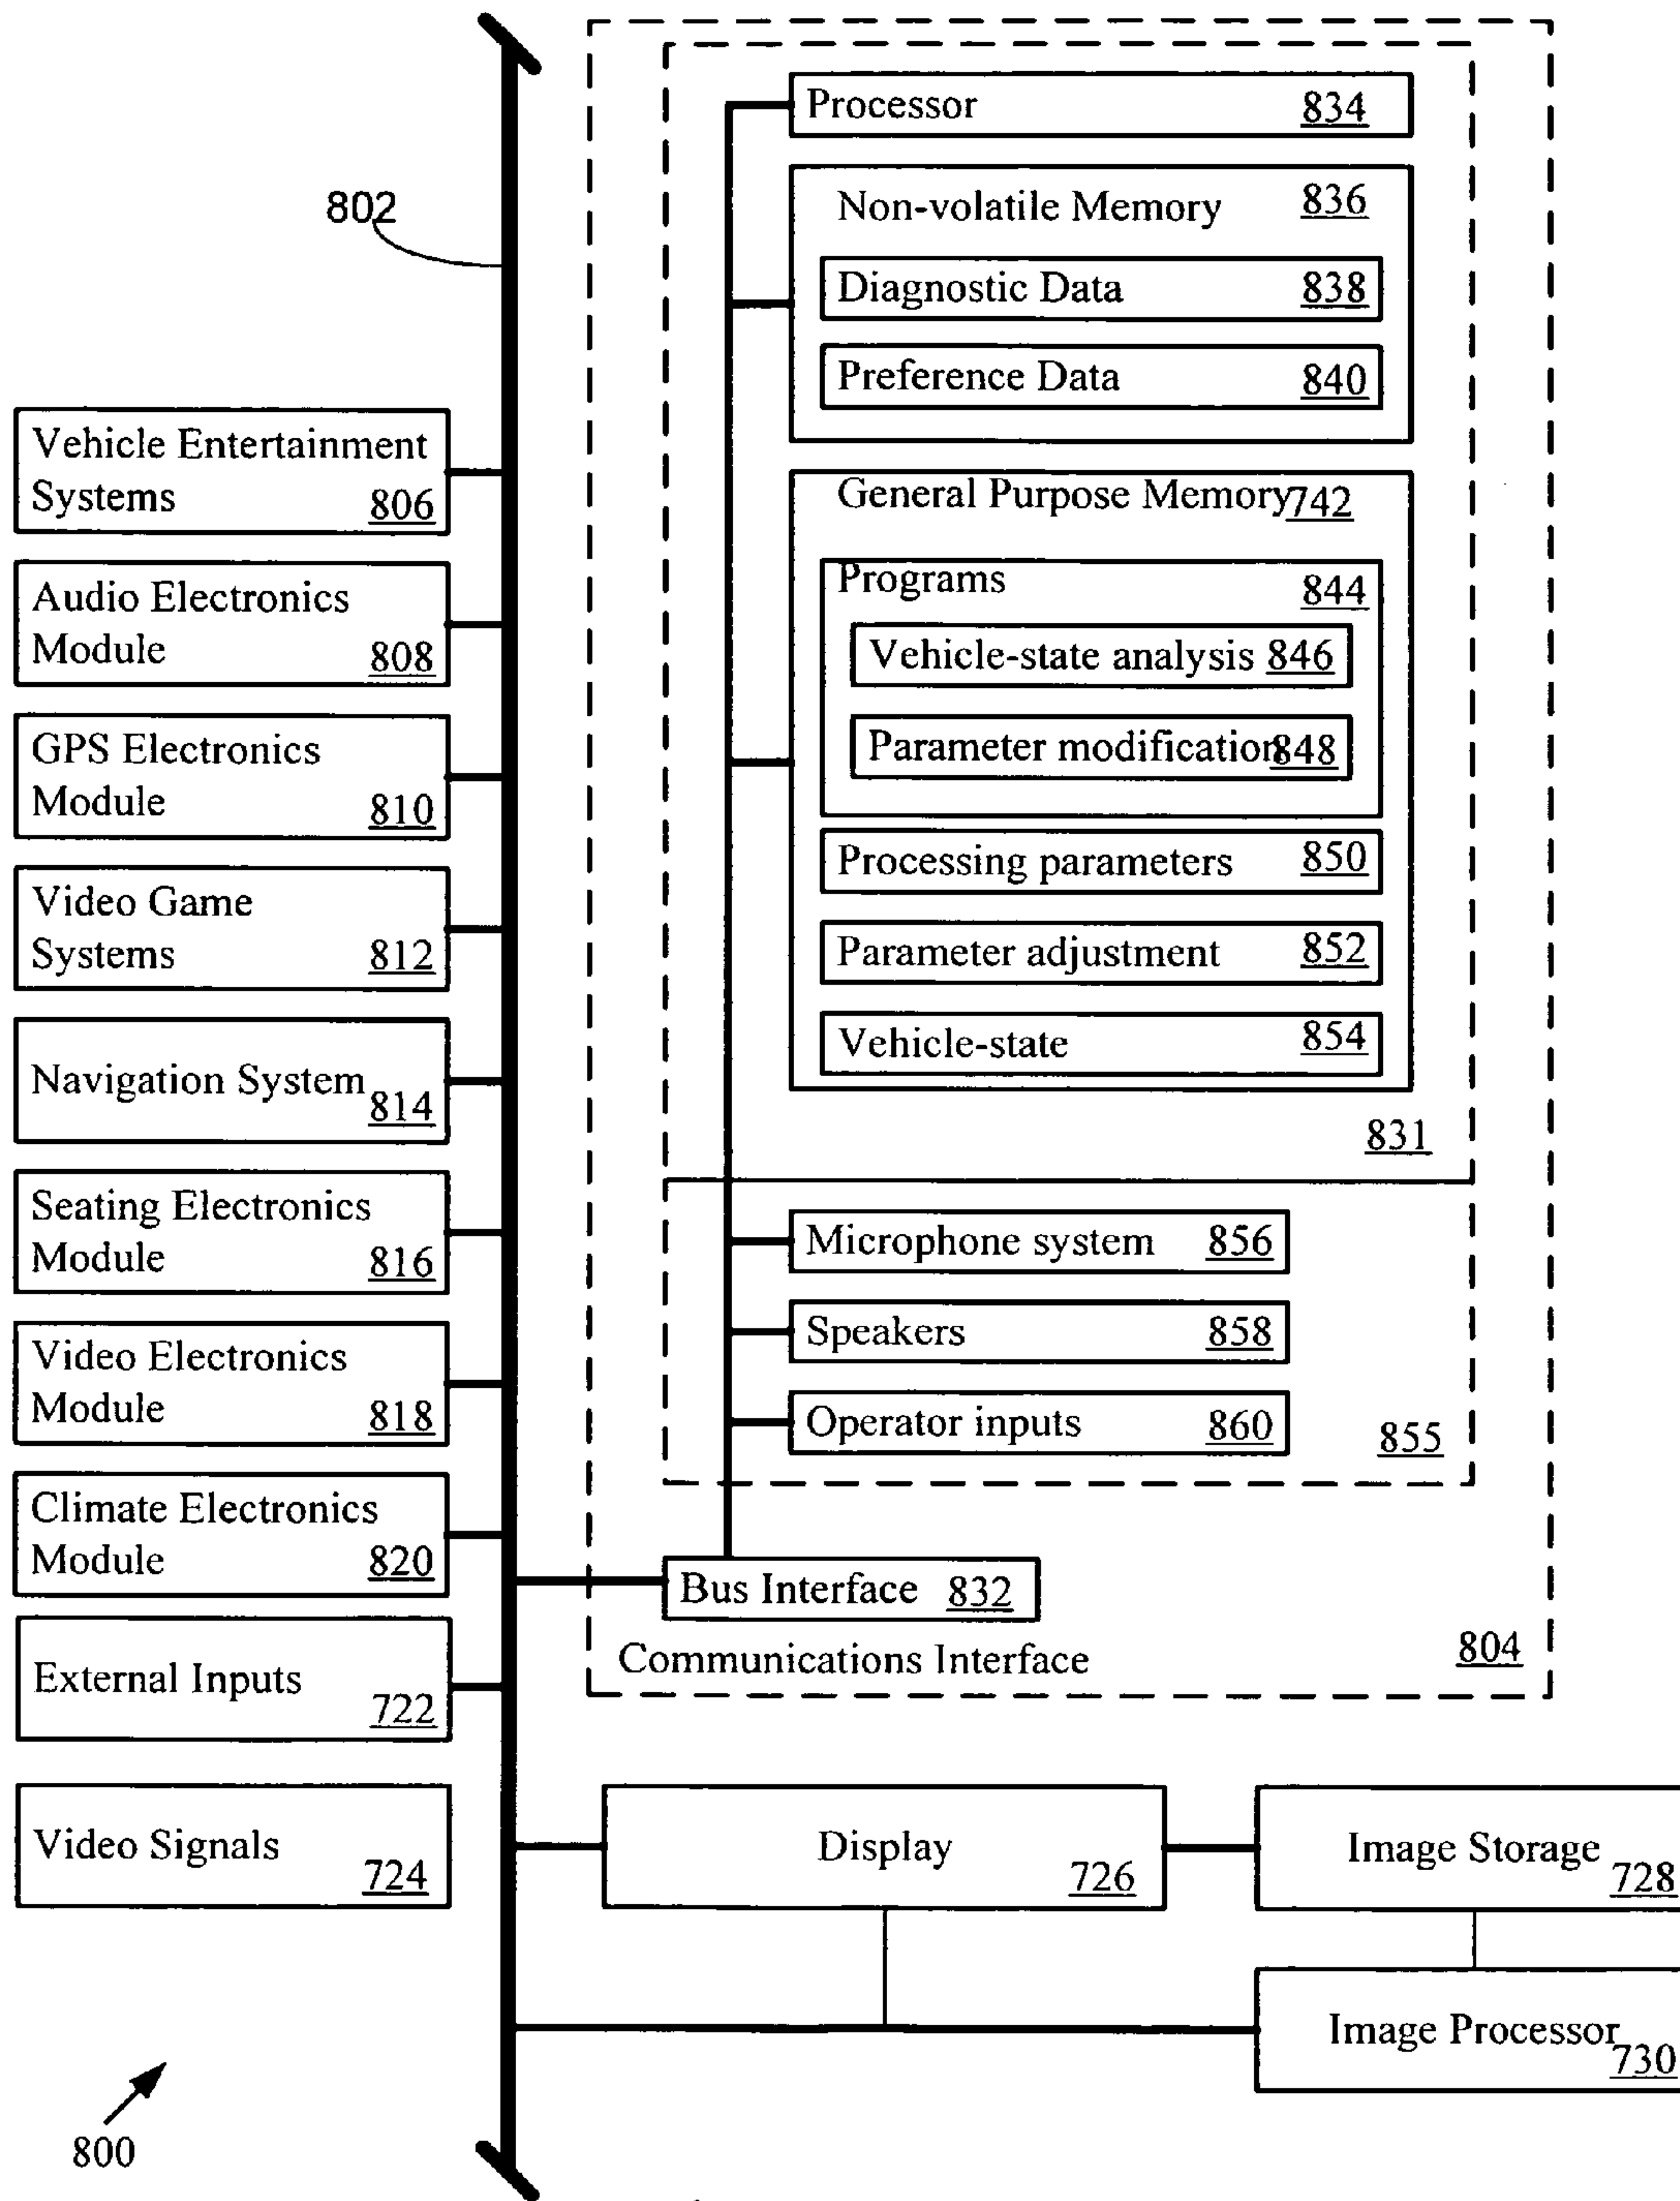 802
Vehicle Entertainment
Systems 806
Audio Electronics
Module 808
GPS Electronics
Module 810
Video Game
Systems 812
Navigation System 814
Seating Electronics
Module 816
Video Electronics
Module 818
Climate Electronics
Module 820
External Inputs 722
Video Signals 724
800
Processor 834
Non-volatile Memory 836
Diagnostic Data 838
Preference Data 840
General Purpose Memory 742
Programs 844
Vehicle-state analysis 846
Parameter modification 848
Processing parameters 850
Parameter adjustment 852
Vehicle-state 854
831
Microphone system 856
Speakers 858
Operator inputs 860
855
Bus Interface 832
Communications Interface 804
Display 726
Image Storage 728
Image Processor 730